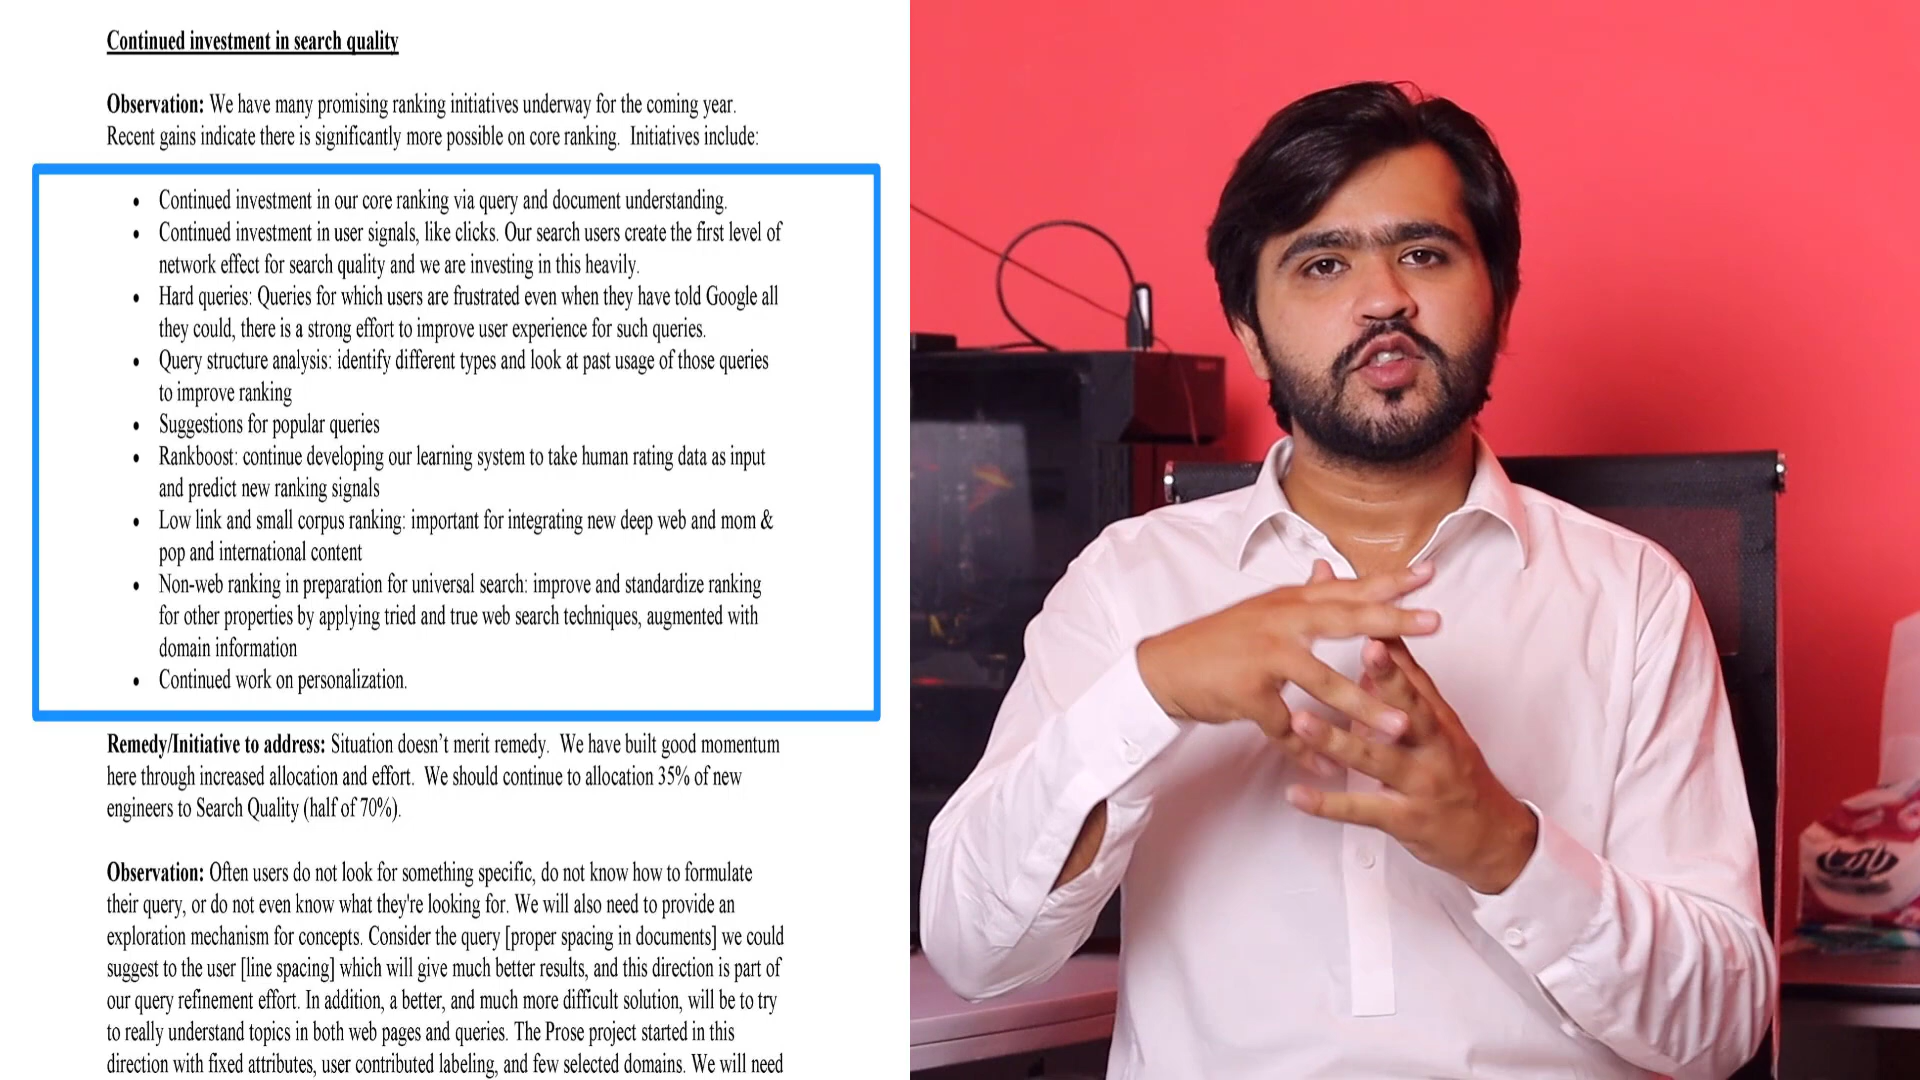 Continued investment in search quality
Observation: We have many promising ranking initiatives underway for the coming year.
Recent gains indicate there is significantly more possible on core ranking.  Initiatives include:
• Continued investment in our core ranking via query and document understanding.
• Continued investment in user signals, like clicks. Our search users create the first level of
network effect for search quality and we are investing in this heavily.
• Hard queries: Queries for which users are frustrated even when they have told Google all
they could, there is a strong effort to improve user experience for such queries.
• Query structure analysis: identify different types and look at past usage of those queries
to improve ranking
• Suggestions for popular queries
• Rankboost: continue developing our learning system to take human rating data as input
and predict new ranking signals
• Low link and small corpus ranking: important for integrating new deep web and mom &
pop and international content
• Non-web ranking in preparation for universal search: improve and standardize ranking
for other properties by applying tried and true web search techniques, augmented with
domain information
• Continued work on personalization.
Remedy/Initiative to address: Situation doesn’t merit remedy.  We have built good momentum
here through increased allocation and effort.  We should continue to allocation 35% of new
engineers to Search Quality (half of 70%).
Observation: Often users do not look for something specific, do not know how to formulate
their query, or do not even know what they're looking for. We will also need to provide an
exploration mechanism for concepts. Consider the query [proper spacing in documents] we could
suggest to the user [line spacing] which will give much better results, and this direction is part of
our query refinement effort. In addition, a better, and much more difficult solution, will be to try
to really understand topics in both web pages and queries. The Prose project started in this
direction with fixed attributes, user contributed labeling, and few selected domains. We will need